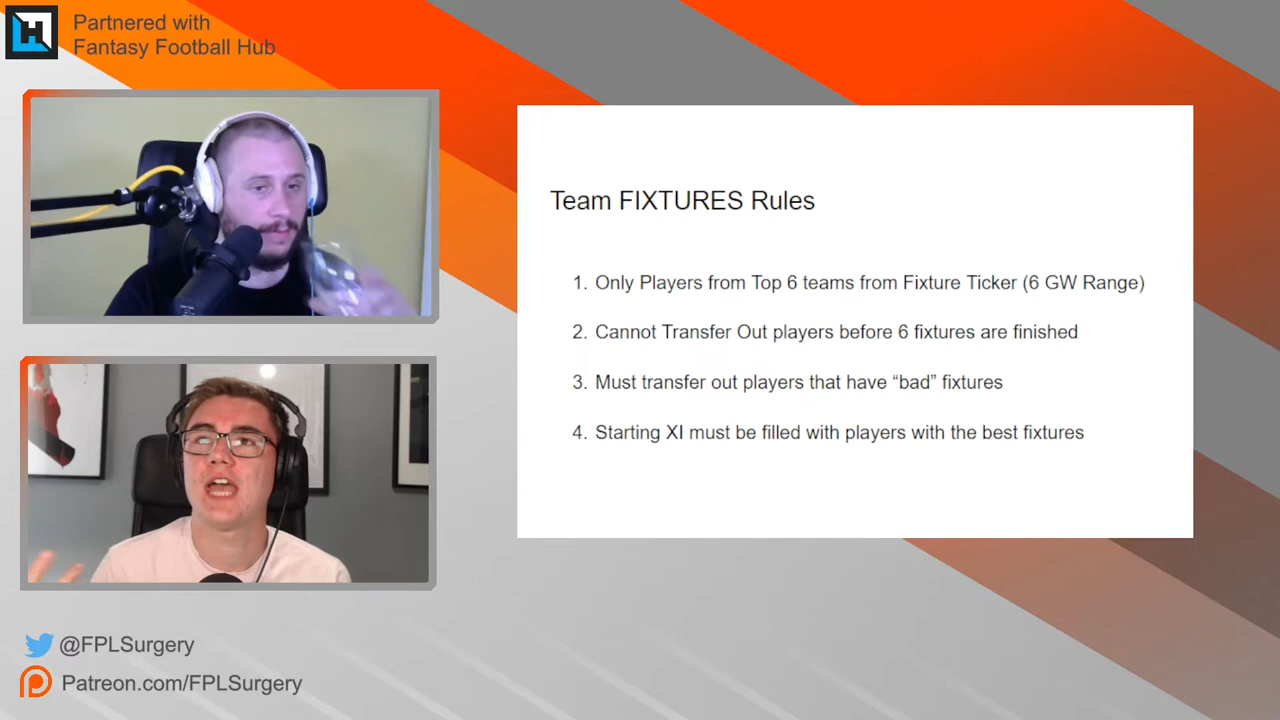 Partnered with
Fantasy Football Hub
Team FIXTURES Rules
1. Only Players from Top 6 teams from Fixture Ticker (6 GW Range)
2. Cannot Transfer Out players before 6 fixtures are finished
3. Must transfer out players that have “bad” fixtures
4. Starting XI must be filled with players with the best fixtures
@FPLSurgery
Patreon.com/FPLSurgery